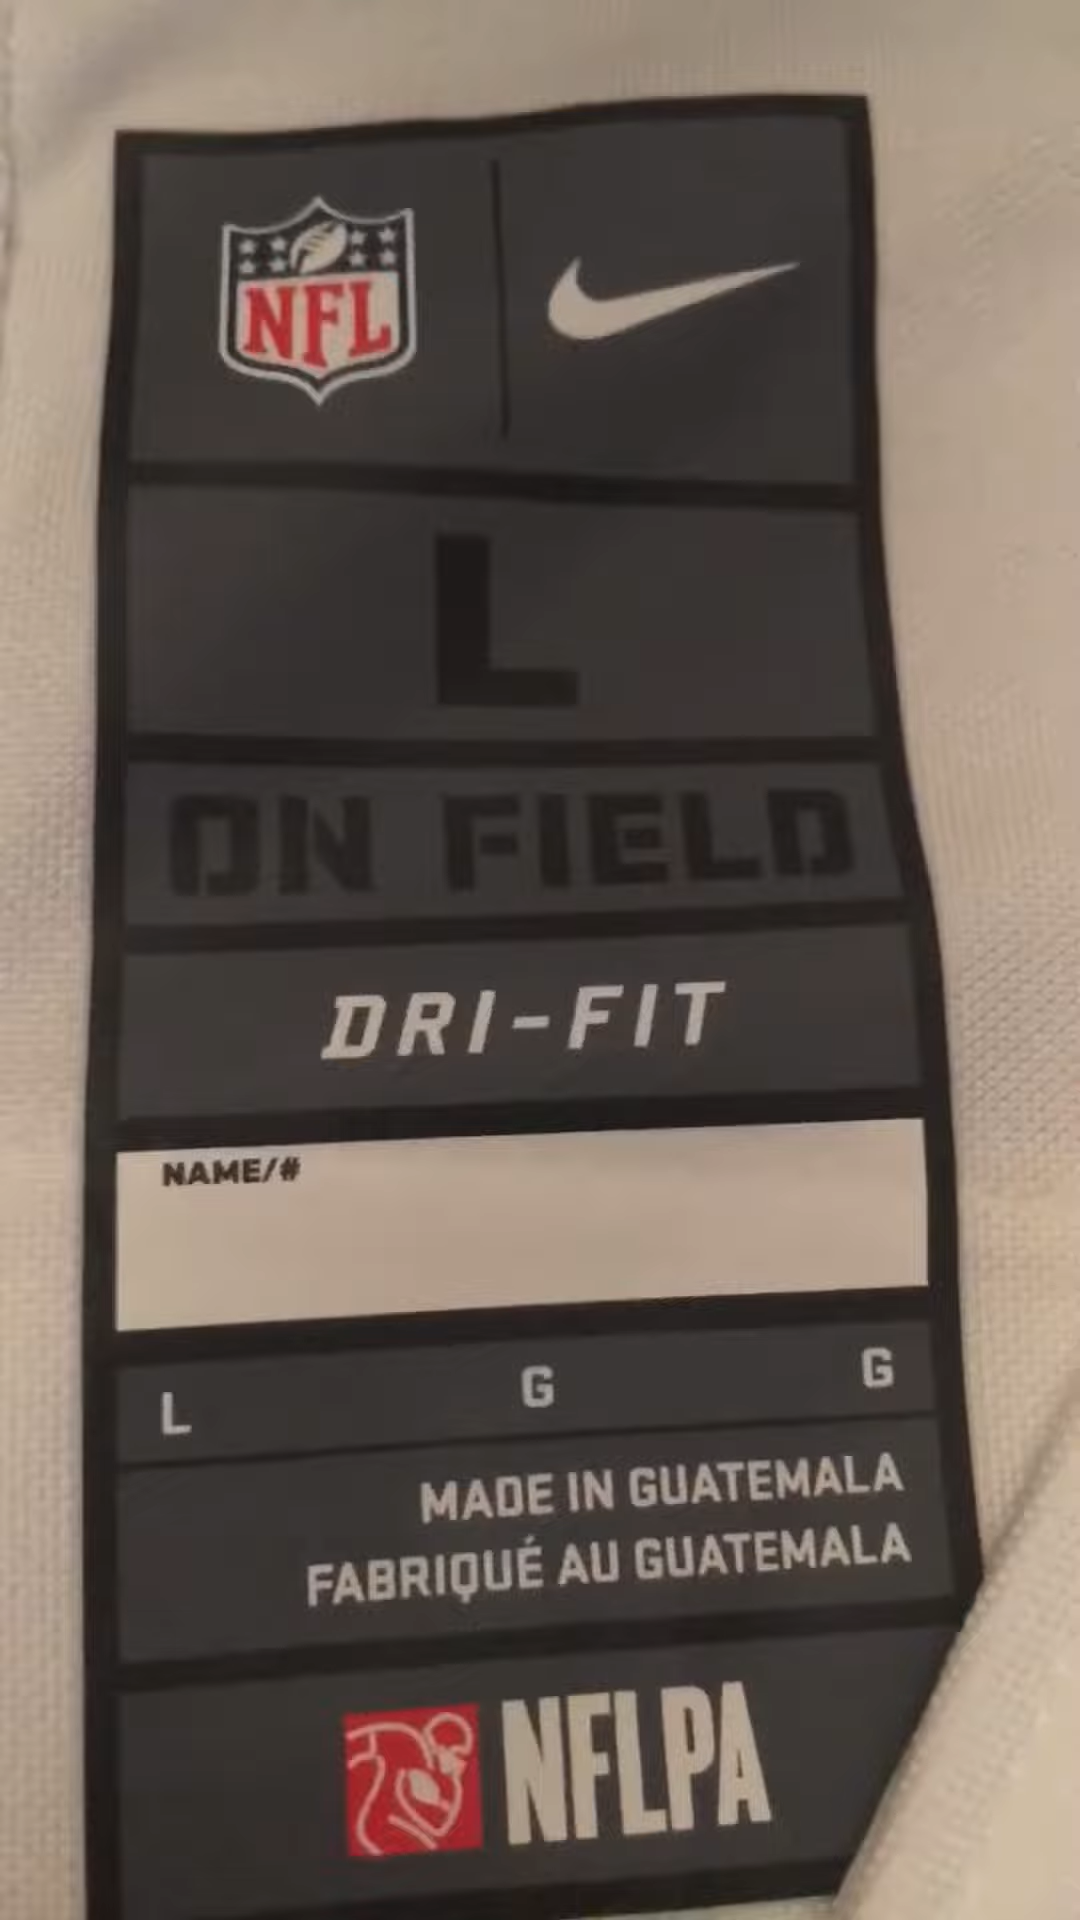 NFL
L
ON FIELD
DRI-FIT
NAME/#
L G G
MADE IN GUATEMALA
FABRIQUÉ AU GUATEMALA
NFLPA